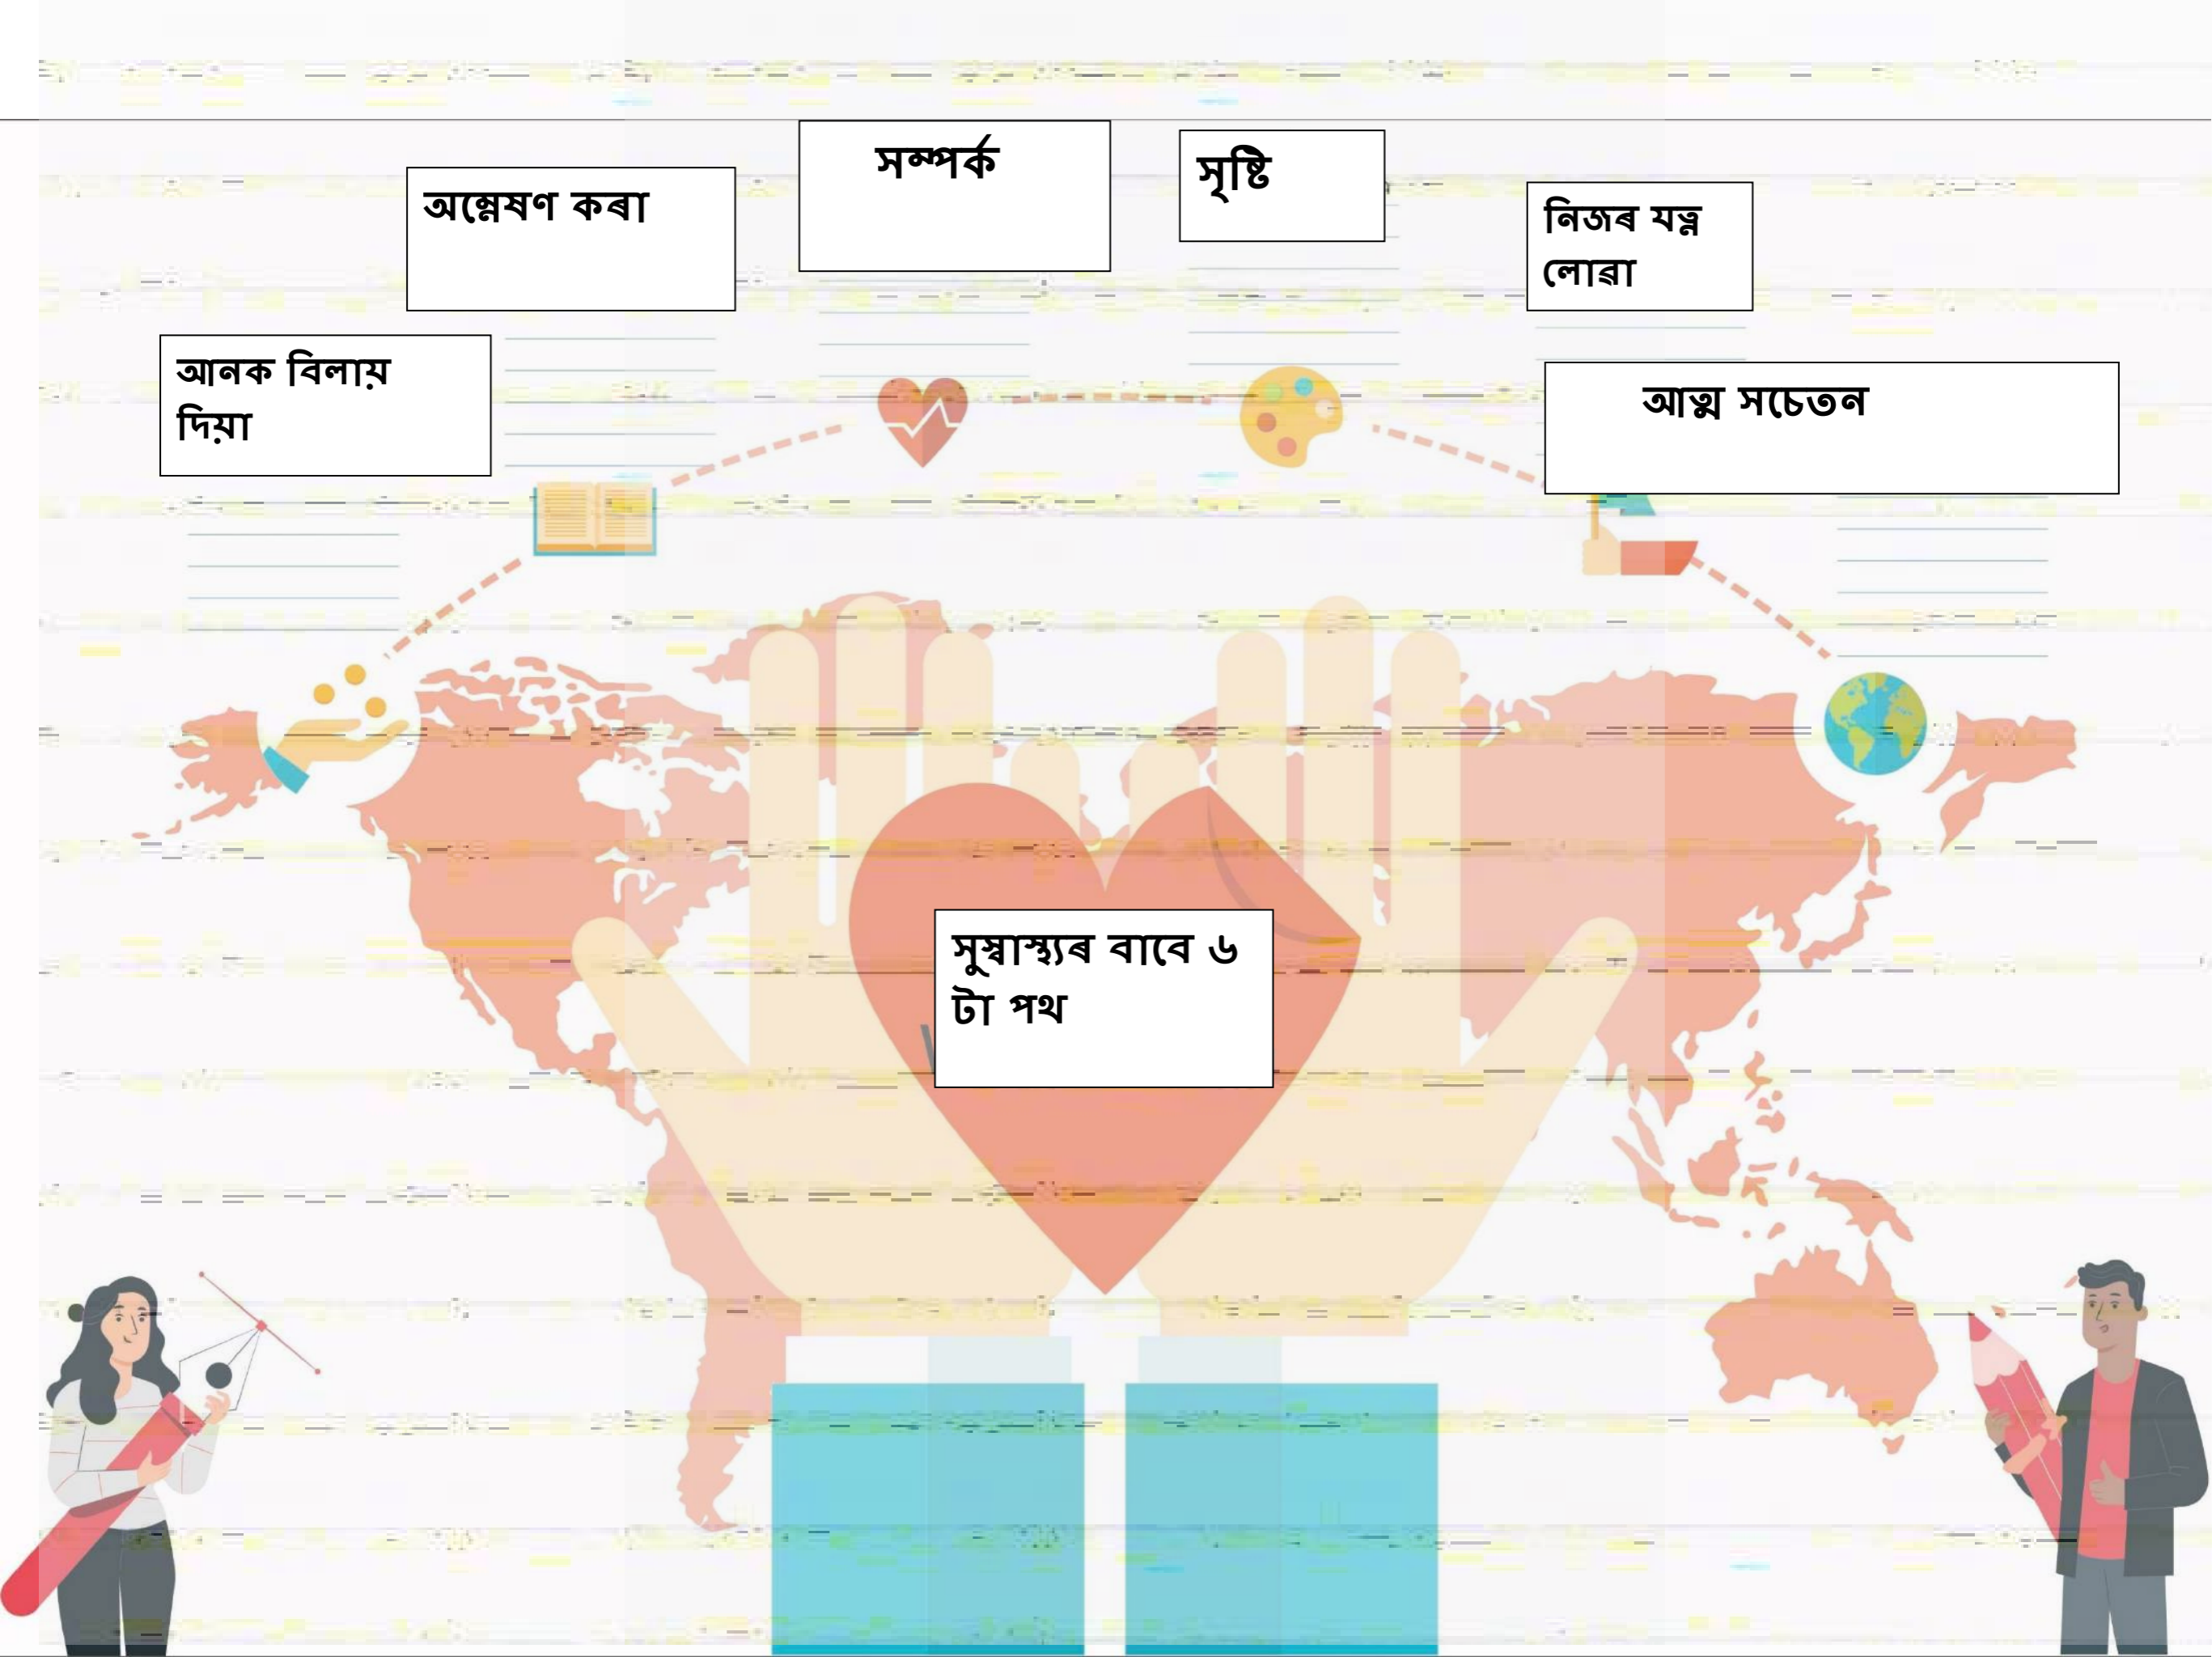 সম্পৰ্ক
সৃষ্টি
অন্বেষণ কৰা
নিজৰ যত্ন
লোৱা
আনক বিলায়
দিয়া
আত্ম সচেতন
সুস্বাস্থ্যৰ বাবে ৬
টা পথ